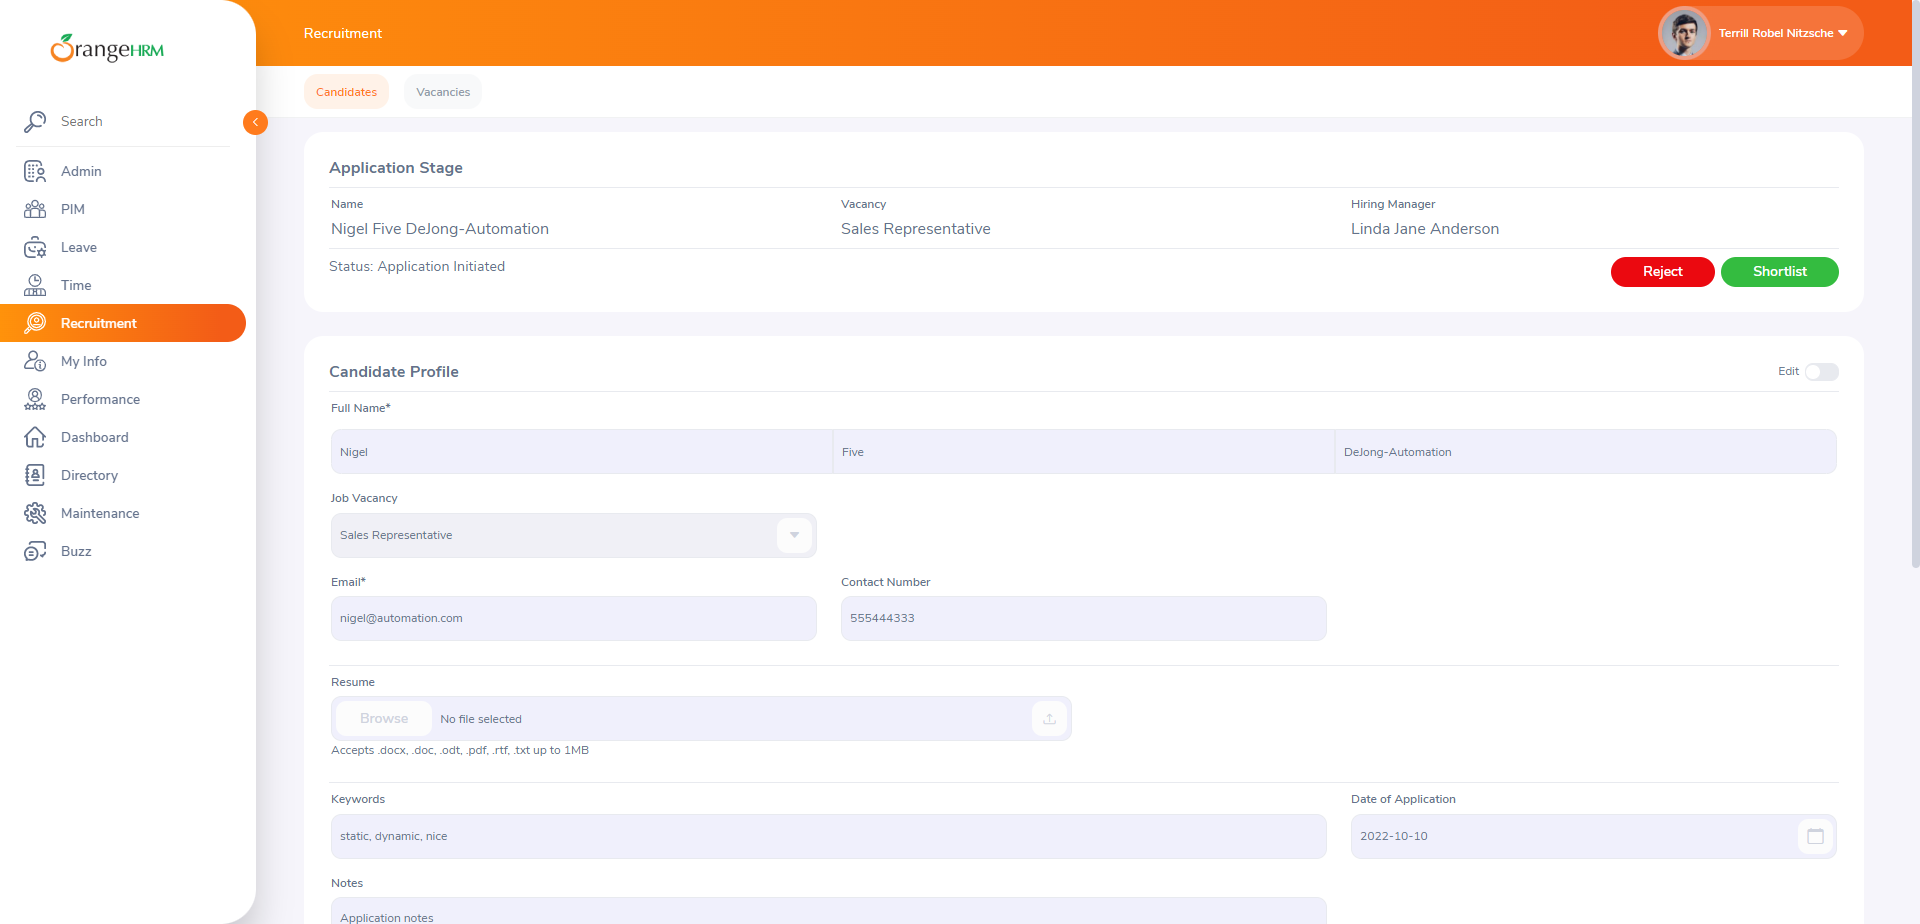 OrangeHRM
Recruitment
Terrill Robel Nitzsche
Candidates
Vacancies
Search
Admin
PIM
Leave
Time
Recruitment
My Info
Performance
Dashboard
Directory
Maintenance
Buzz
Application Stage
Name
Vacancy
Hiring Manager
Nigel Five DeJong-Automation
Sales Representative
Linda Jane Anderson
Status: Application Initiated
Reject
Shortlist
Candidate Profile
Edit
Full Name*
Nigel
Five
DeJong-Automation
Job Vacancy
Sales Representative
Email*
Contact Number
nigel@automation.com
555444333
Resume
Browse
No file selected
Accepts .docx, .doc, .odt, .pdf, .rtf, .txt up to 1MB
Keywords
Date of Application
static, dynamic, nice
2022-10-10
Notes
Application notes